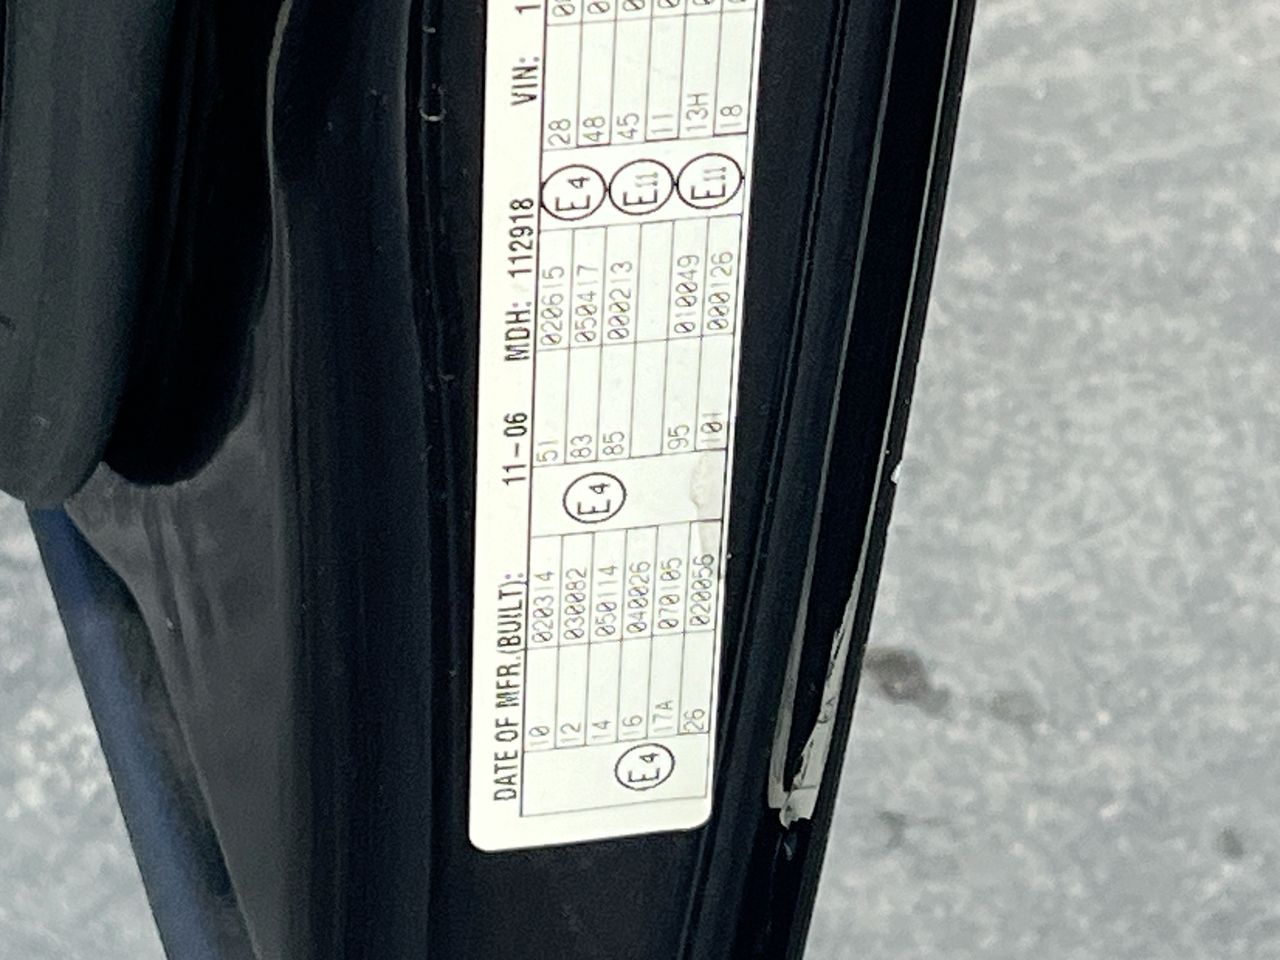 DATE OF MFR.(BUILT): 11-06 MDH: 112918 VIN: 1
10 020314 51 020615 28
12 030082 83 050417 48
14 050114 85 000213 45
16 040026 11
17A 070105 95 010049 13H
26 020056 101 000126 18
E4 E4 E4
E11
E11